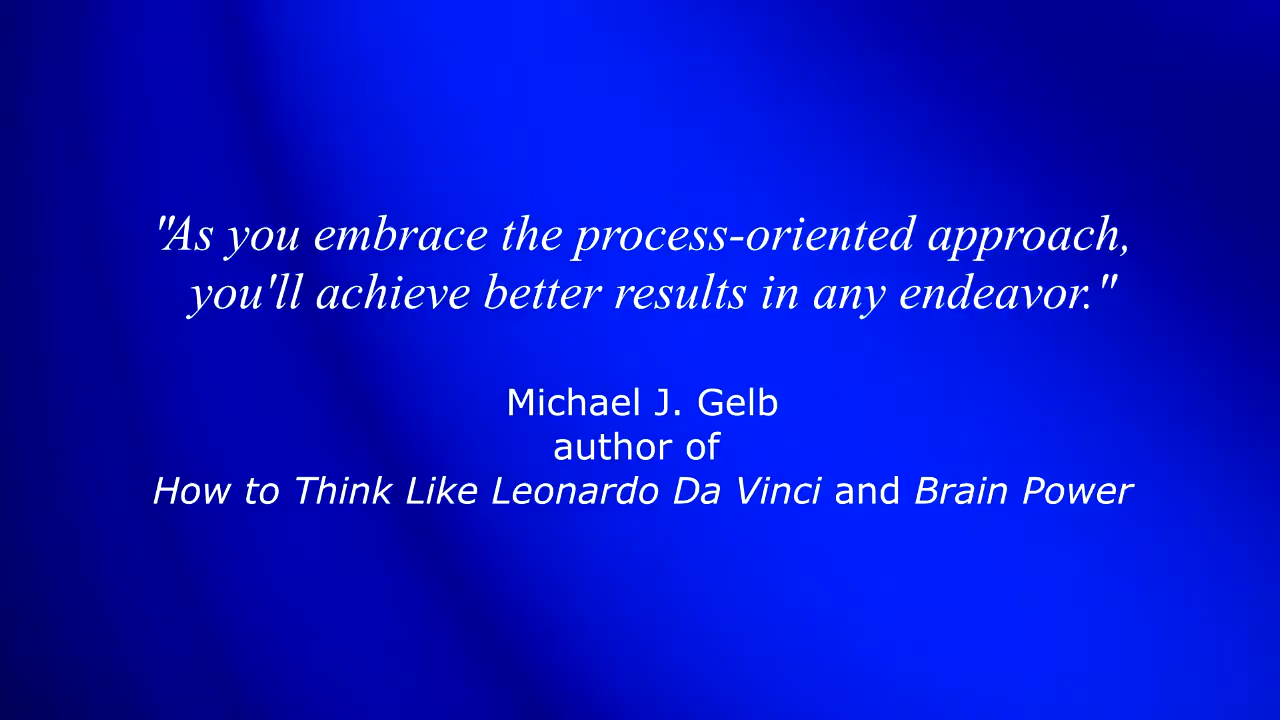 "As you embrace the process-oriented approach,
you'll achieve better results in any endeavor."
Michael J. Gelb
author of
How to Think Like Leonardo Da Vinci and Brain Power